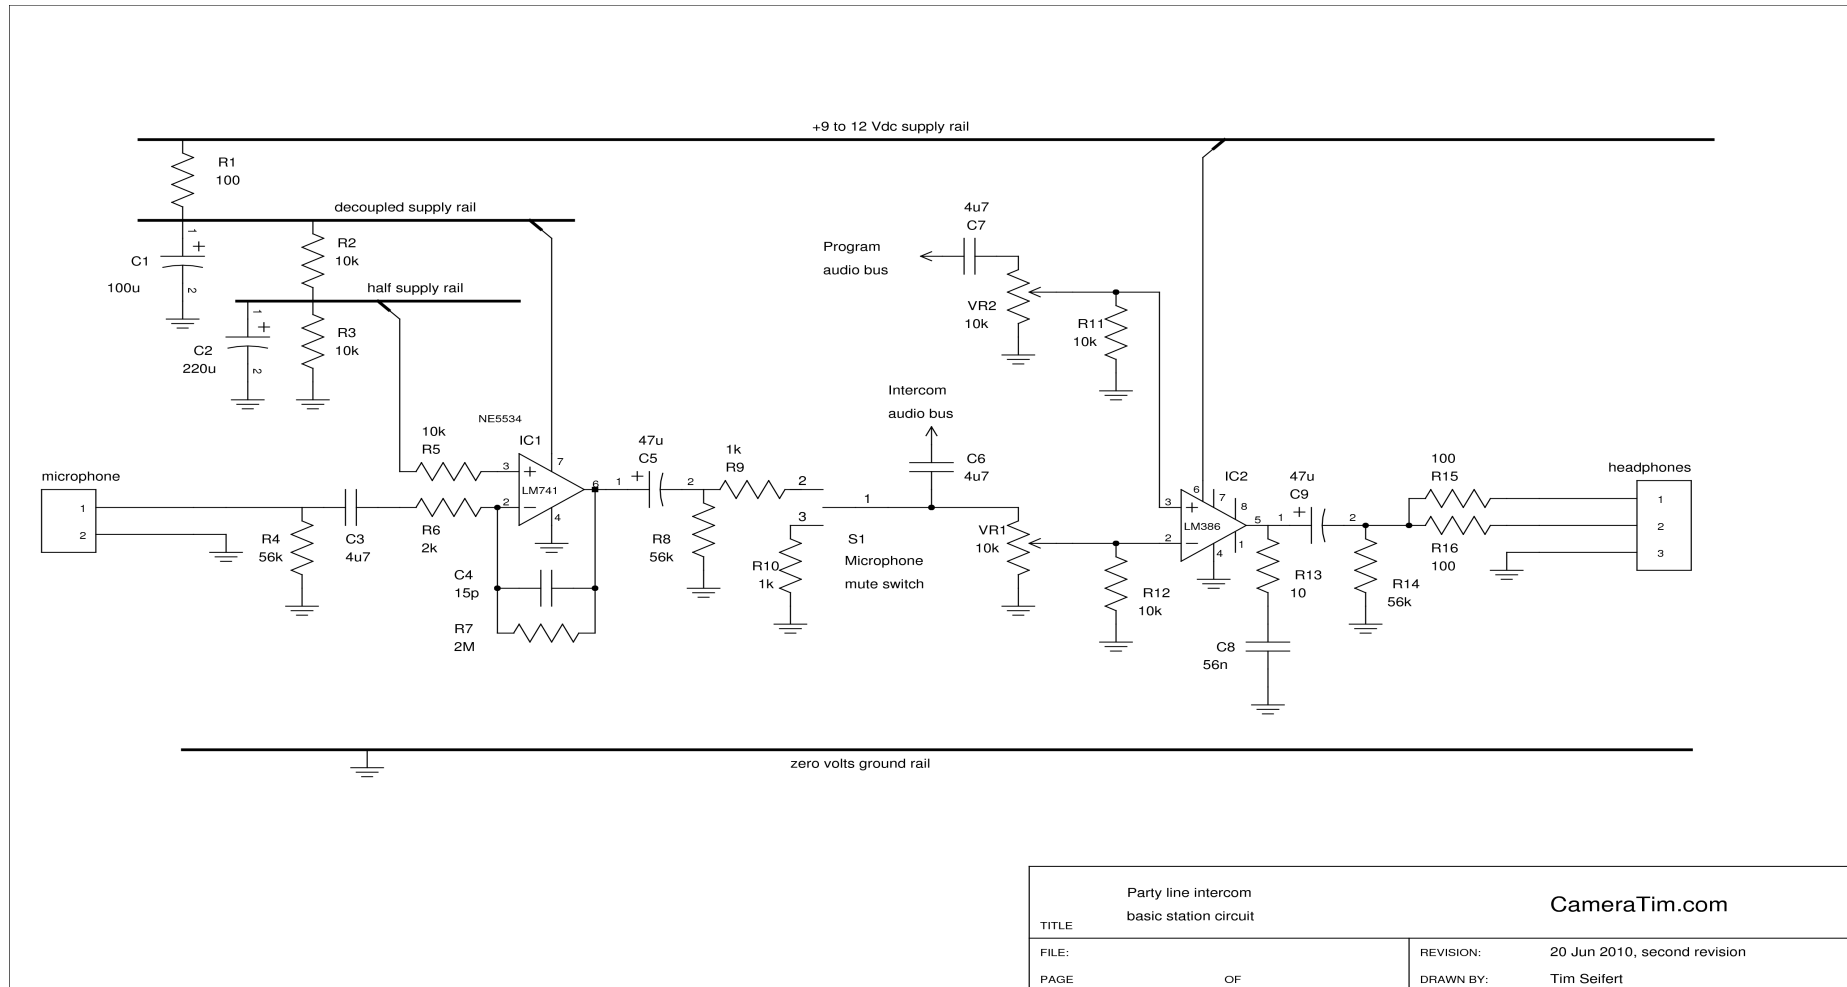 +9 to 12 Vdc supply rail
R1
100
decoupled supply rail
1
+
C1
100u
2
R2
10k
half supply rail
1
+
C2
220u
2
R3
10k
4u7
C7
Program
audio bus
VR2
10k
R11
10k
Intercom
audio bus
C6
4u7
microphone
1
2
R4
56k
C3
4u7
10k
R5
R6
2k
NE5534
IC1
LM741
3
+
2
−
7
6
4
C4
15p
R7
2M
47u
C5
1
+
2
R8
56k
1k
R9
2
3
1
R10
1k
S1
Microphone
mute switch
VR1
10k
R12
10k
IC2
LM386
6
7
8
3
+
2
−
5
1
4
R13
10
C8
56n
47u
C9
1
+
2
R14
56k
100
R15
R16
100
headphones
1
2
3
zero volts ground rail
Party line intercom
basic station circuit
TITLE
CameraTim.com
FILE:
REVISION:
20 Jun 2010, second revision
PAGE
OF
DRAWN BY:
Tim Seifert